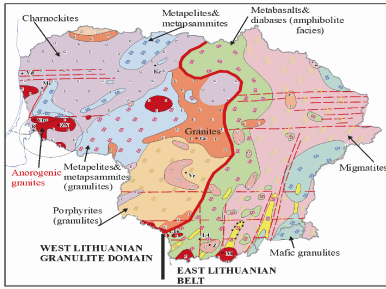 Charnockites
Metapelites&
metapsammites
Metabasalts&
diabases (amphibolite
facies)
Granites
Anorogenic
granites
Metapelites&
metapsammites
(granulites)
Migmatites
Porphyrites
(granulites)
Mafic granulites
WEST LITHUANIAN
GRANULITE DOMAIN
EAST LITHUANIAN
BELT